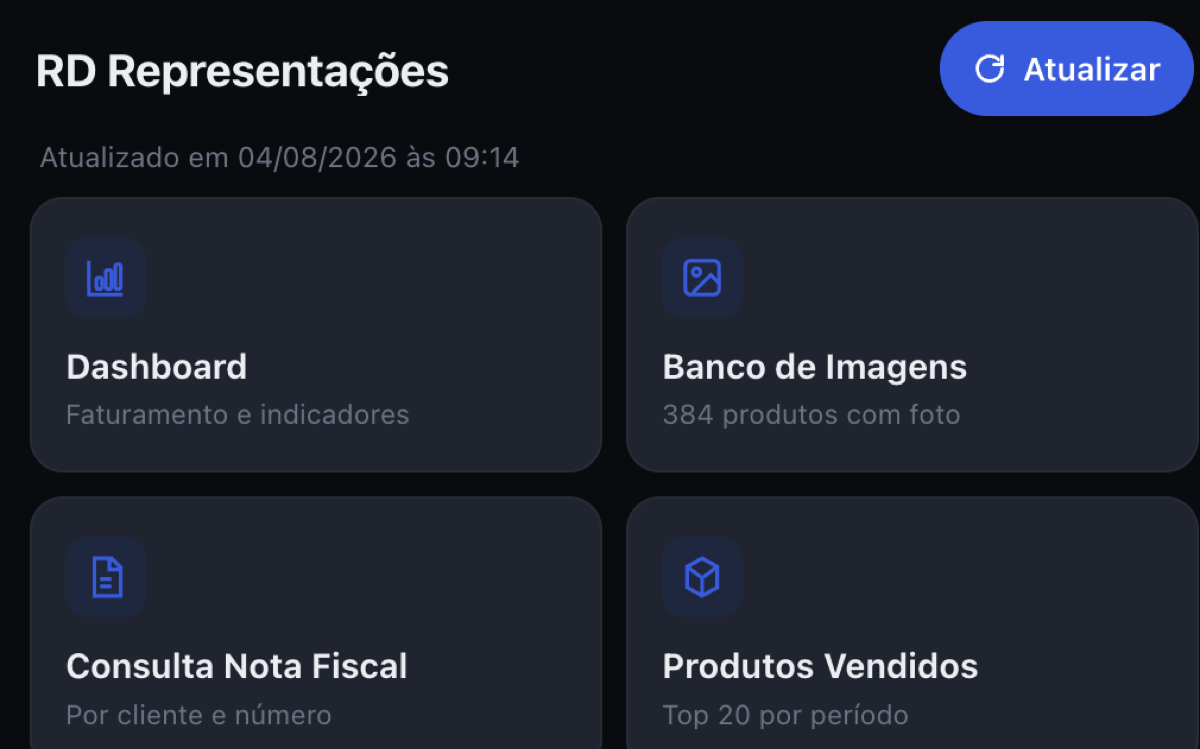 RD Representações
Atualizar
Atualizado em 04/08/2026 às 09:14
Dashboard
Faturamento e indicadores
Banco de Imagens
384 produtos com foto
Consulta Nota Fiscal
Por cliente e número
Produtos Vendidos
Top 20 por período